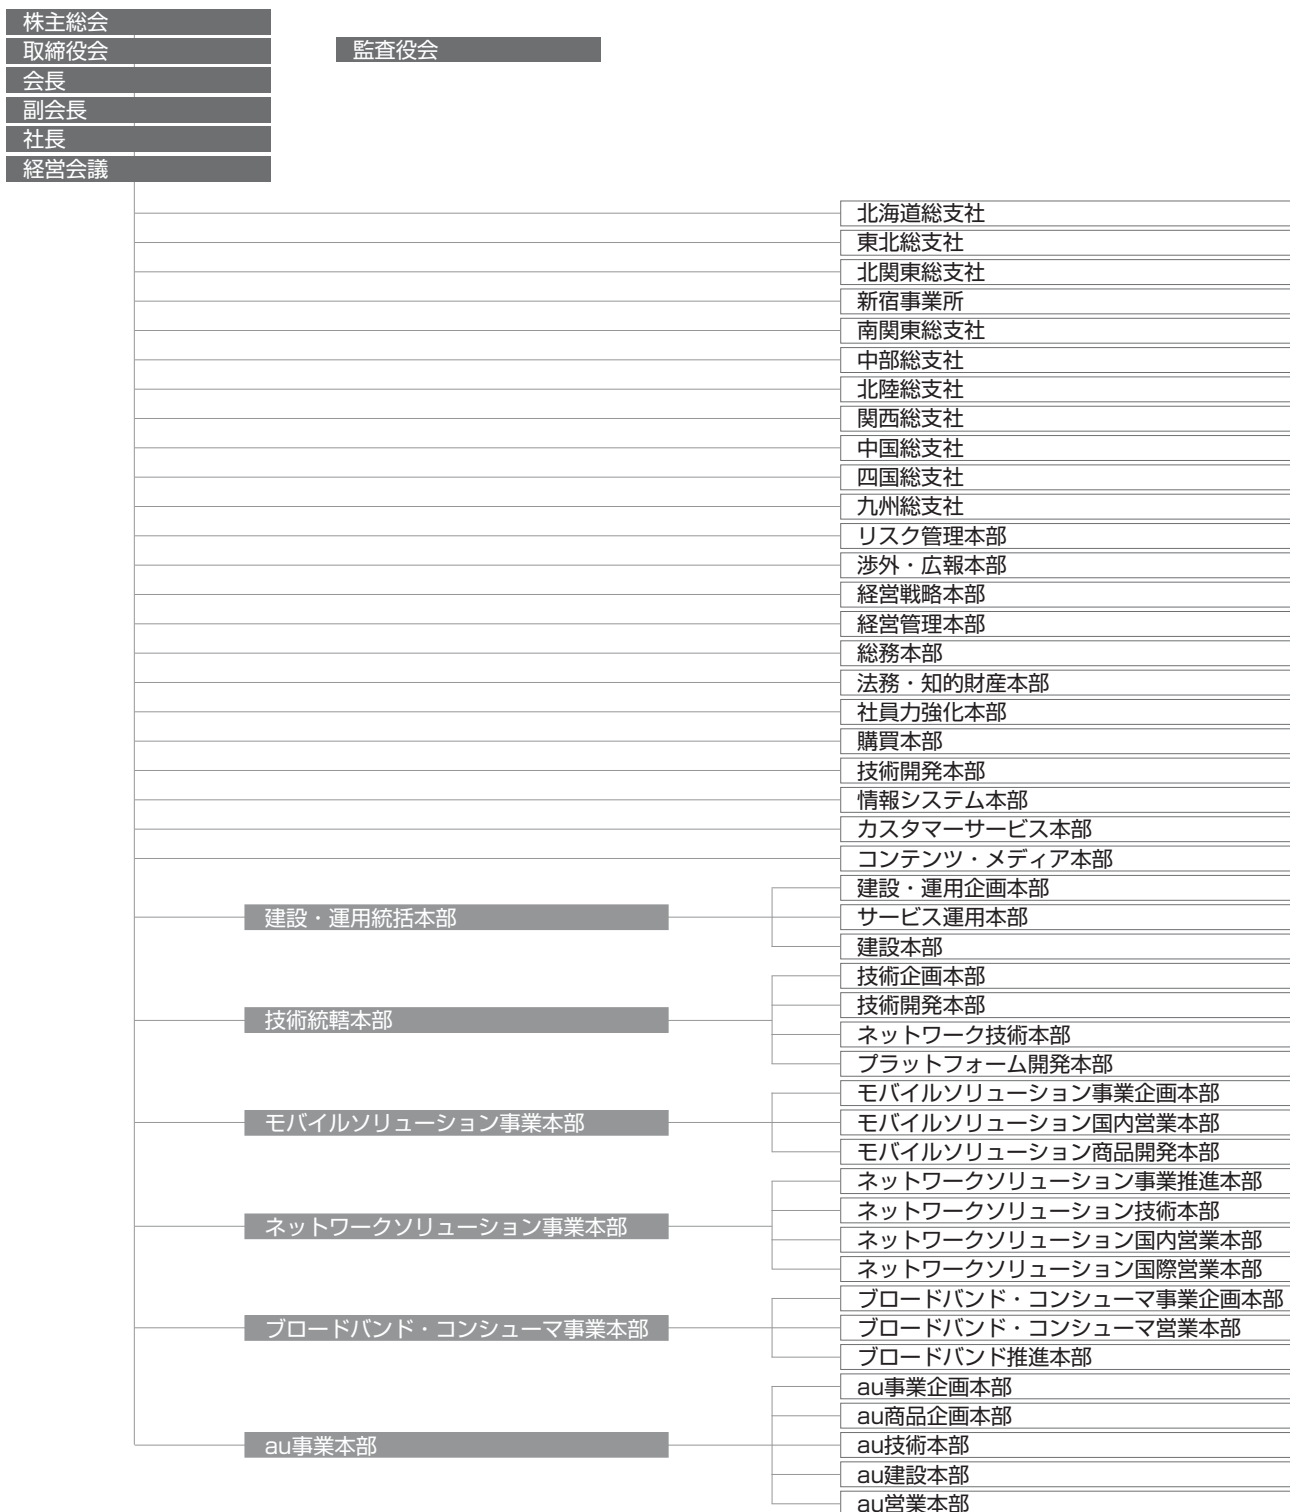 株主総会
取締役会
監査役会
会長
副会長
社長
経営会議
北海道総支社
東北総支社
北関東総支社
新宿事業所
南関東総支社
中部総支社
北陸総支社
関西総支社
中国総支社
四国総支社
九州総支社
リスク管理本部
渉外・広報本部
経営戦略本部
経営管理本部
総務本部
法務・知的財産本部
社員力強化本部
購買本部
技術開発本部
情報システム本部
カスタマーサービス本部
コンテンツ・メディア本部
建設・運用統括本部
建設・運用企画本部
サービス運用本部
建設本部
技術統轄本部
技術企画本部
技術開発本部
ネットワーク技術本部
プラットフォーム開発本部
モバイルソリューション事業本部
モバイルソリューション事業企画本部
モバイルソリューション国内営業本部
モバイルソリューション商品開発本部
ネットワークソリューション事業本部
ネットワークソリューション事業推進本部
ネットワークソリューション技術本部
ネットワークソリューション国内営業本部
ネットワークソリューション国際営業本部
ブロードバンド・コンシューマ事業本部
ブロードバンド・コンシューマ事業企画本部
ブロードバンド・コンシューマ営業本部
ブロードバンド推進本部
au事業本部
au事業企画本部
au商品企画本部
au技術本部
au建設本部
au営業本部